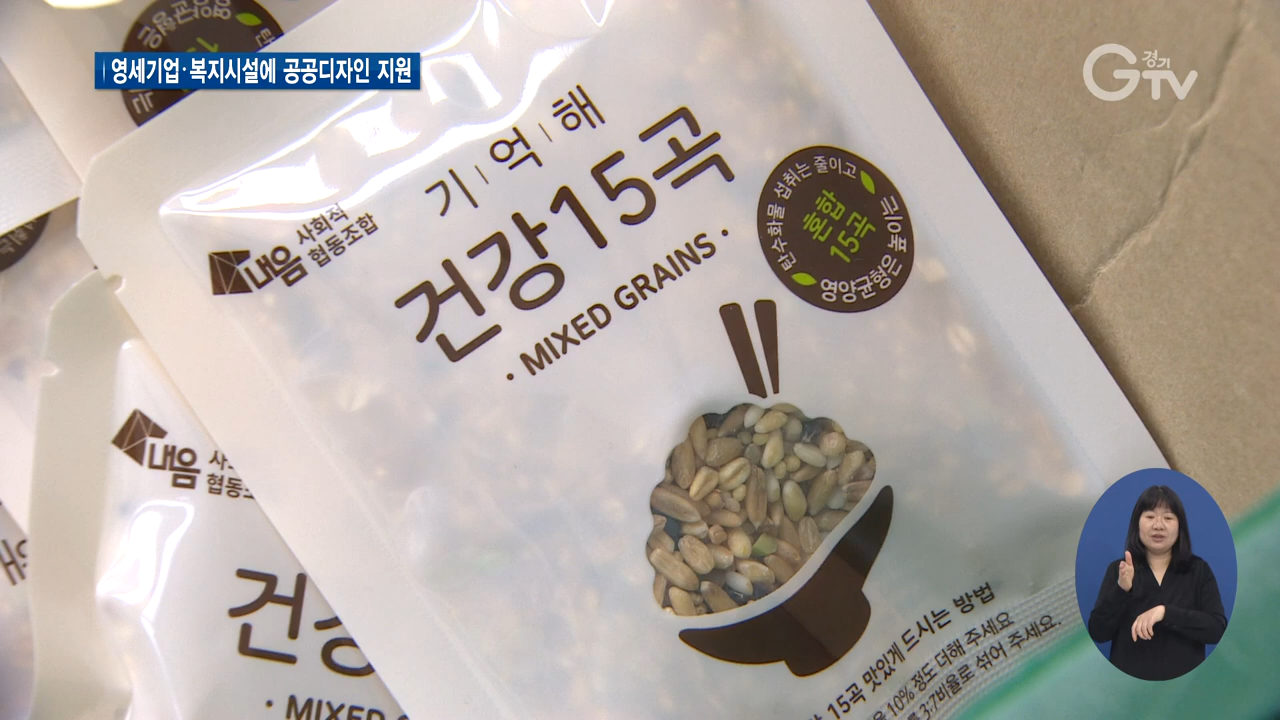 영세기업·복지시설에 공공디자인 지원
경기
GTV
기 억 해
건강15곡
· MIXED GRAINS ·
내음
사회적
협동조합
탄수화물 섭취는 줄이고
혼합
15곡
영양균형은
15곡 맛있게 드시는 방법
10% 정도 더해 주세요
3:7비율로 섞어 주세요.
내음
협동조
건강
· MIXED
15